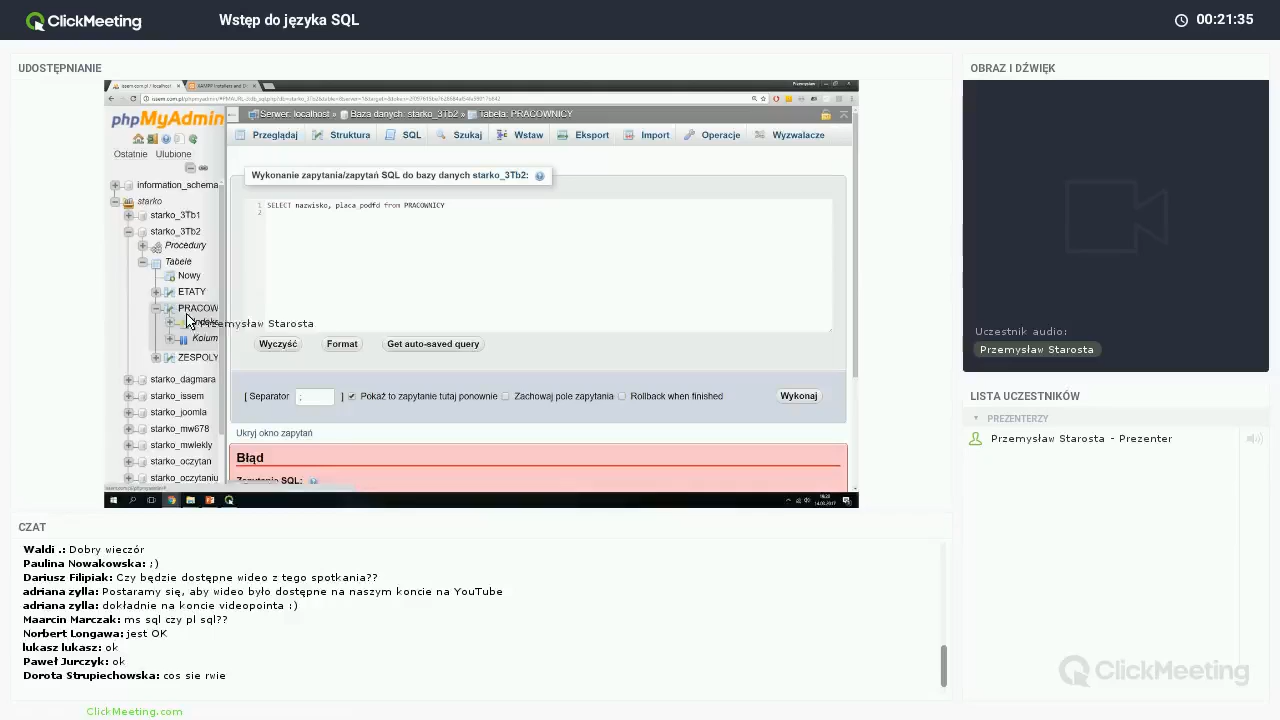 ClickMeeting
Wstęp do języka SQL
00:21:35
UDOSTĘPNIANIE
phpMyAdmin
Ostatnie Ulubione
information_schema
starko
starko_3Tb1
starko_3Tb2
Procedury
Tabele
Nowy
ETATY
PRACOW
Przemysław Starosta
Kolum
ZESPOLY
starko_dagmara
starko_issem
starko_joomla
starko_mw678
starko_mwlekly
starko_oczytan
starko_oczytaniu
Serwer: localhost » Baza danych: starko_3Tb2 » Tabela: PRACOWNICY
Przeglądaj Struktura SQL Szukaj Wstaw Eksport Import Operacje Wyzwalacze
Wykonanie zapytania/zapytań SQL do bazy danych starko_3Tb2:
1 SELECT nazwisko, placa_podfd from PRACOWNICY
2
Wyczyść Format Get auto-saved query
[ Separator ; ] Pokaż to zapytanie tutaj ponownie Zachowaj pole zapytania Rollback when finished Wykonaj
Ukryj okno zapytań
Błąd
Zapytanie SQL:
14.03.2017
OBRAZ I DŹWIĘK
Uczestnik audio:
Przemysław Starosta
LISTA UCZESTNIKÓW
PREZENTERZY
Przemysław Starosta - Prezenter
CZAT
Waldi .: Dobry wieczór
Paulina Nowakowska: ;)
Dariusz Filipiak: Czy będzie dostępne wideo z tego spotkania??
adriana zylla: Postaramy się, aby wideo było dostępne na naszym koncie na YouTube
adriana zylla: dokładnie na koncie videopointa :)
Maarcin Marczak: ms sql czy pl sql??
Norbert Longawa: jest OK
lukasz lukasz: ok
Paweł Jurczyk: ok
Dorota Strupiechowska: cos sie rwie
ClickMeeting
ClickMeeting.com